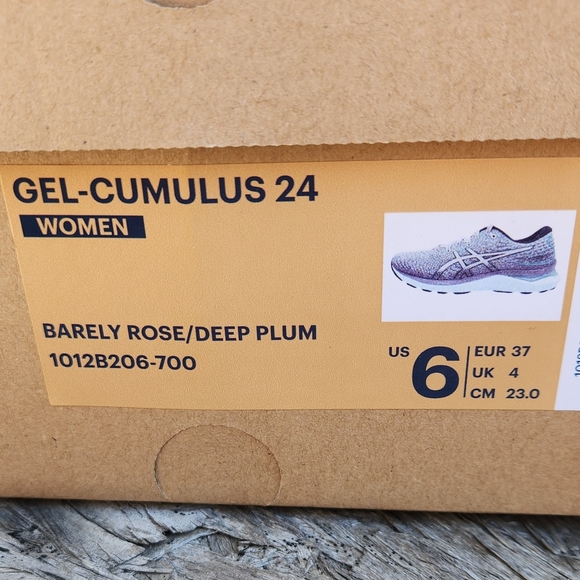 GEL-CUMULUS 24
WOMEN
BARELY ROSE/DEEP PLUM
1012B206-700
US 6
EUR 37
UK 4
CM 23.0